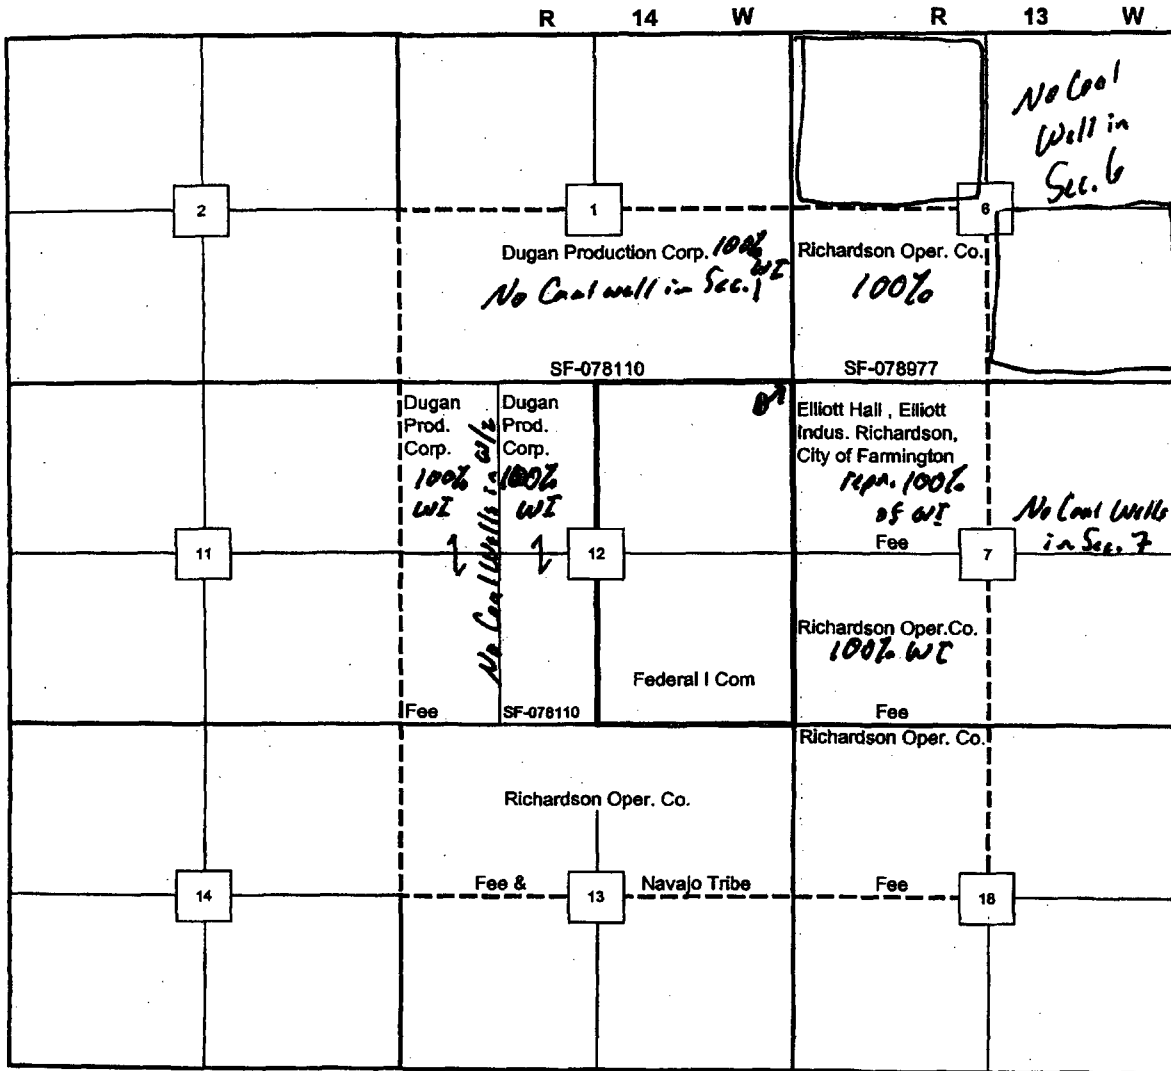 R 14 W R 13 W
No Coal
Well in
Sec. 6
2
1
6
Dugan Production Corp. 100%
WI
No Coal well in Sec. 1
Richardson Oper. Co.
100%
SF-078110
SF-078977
Dugan
Prod.
Corp.
100%
WI
No Coal Wells in W/2
Dugan
Prod.
Corp.
100%
WI
Elliott Hall , Elliott
Indus. Richardson,
City of Farmington
repr. 100%
of WI
Fee
No Coal Wells
in Sec. 7
11
12
7
Richardson Oper.Co.
100% WI
Federal I Com
Fee
SF-078110
Fee
Richardson Oper. Co.
Richardson Oper. Co.
14
Fee &
13
Navajo Tribe
Fee
18